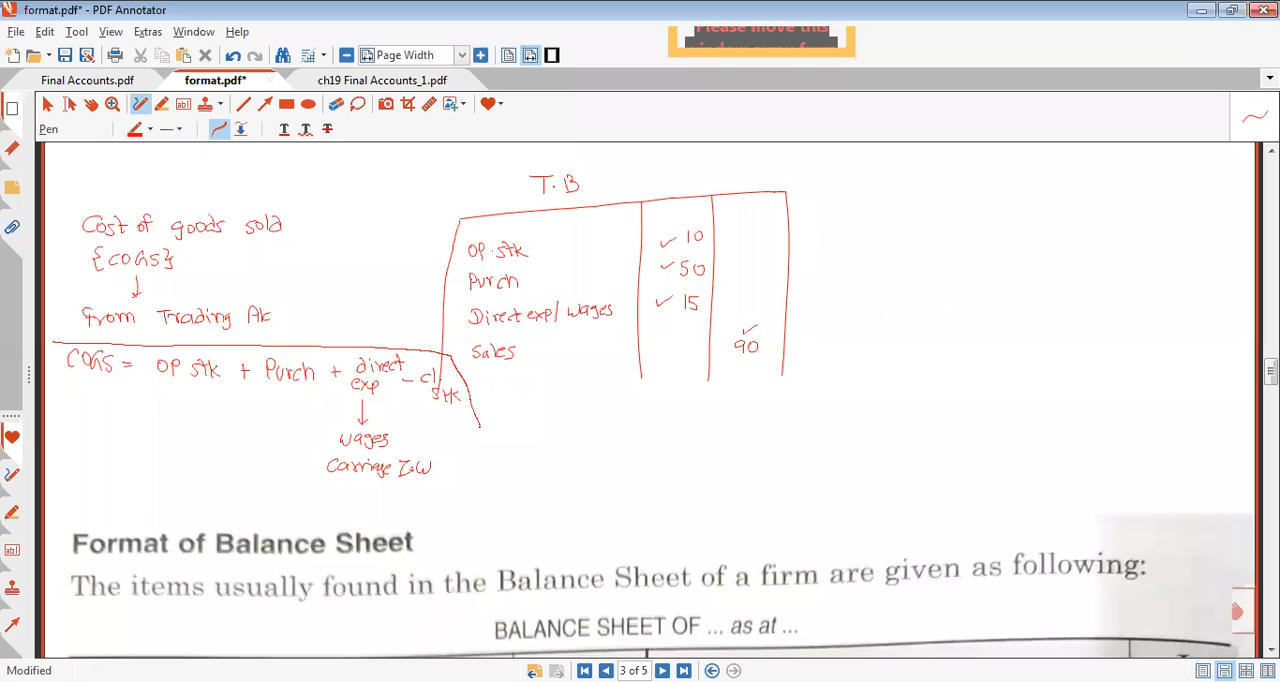 format.pdf* - PDF Annotator
File Edit View Tool Extras Window Help
Please move this
Page Width
Final Accounts.pdf
format.pdf*
ch19 Final Accounts_1.pdf
Pen
T.B
Cost of goods sold
{COGS}
From Trading A/c
COGS = OP stk + Purch + direct exp - cl stk
wages
Carriage I.W
OP.stk 10
Purch 50
Direct exp/wages 15
Sales 90
Format of Balance Sheet
The items usually found in the Balance Sheet of a firm are given as following:
BALANCE SHEET OF ... as at ...
Modified
3 of 5